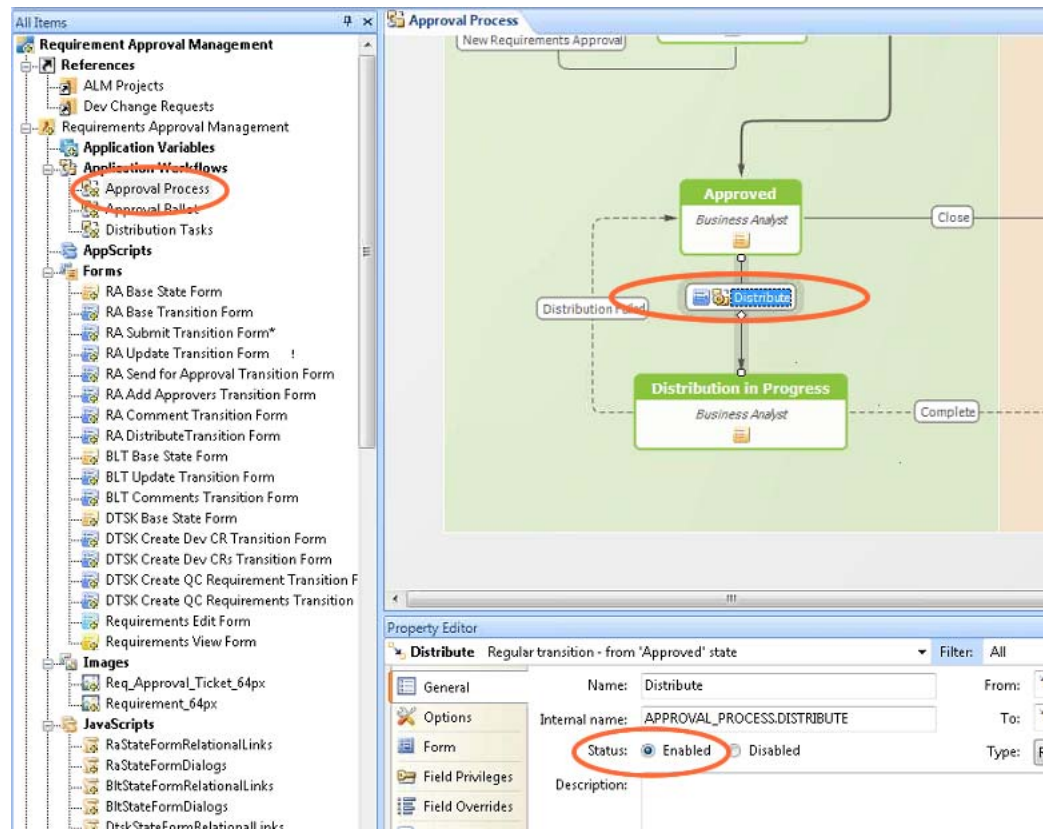 All Items
Requirement Approval Management
References
ALM Projects
Dev Change Requests
Requirements Approval Management
Application Variables
Application Workflows
Approval Process
Approval Ballot
Distribution Tasks
AppScripts
Forms
RA Base State Form
RA Base Transition Form
RA Submit Transition Form*
RA Update Transition Form !
RA Send for Approval Transition Form
RA Add Approvers Transition Form
RA Comment Transition Form
RA DistributeTransition Form
BLT Base State Form
BLT Update Transition Form
BLT Comments Transition Form
DTSK Base State Form
DTSK Create Dev CR Transition Form
DTSK Create Dev CRs Transition Form
DTSK Create QC Requirement Transition F
DTSK Create QC Requirements Transition
Requirements Edit Form
Requirements View Form
Images
Req_Approval_Ticket_64px
Requirement_64px
JavaScripts
RaStateFormRelationalLinks
RaStateFormDialogs
BltStateFormRelationalLinks
BltStateFormDialogs
DtskStateFormRelationalLinks
Approval Process
New Requirements Approval
Approved
Business Analyst
Close
Distribute
Distribution Failed
Distribution in Progress
Business Analyst
Complete
Property Editor
Distribute Regular transition - from 'Approved' state Filter: All
General
Options
Form
Field Privileges
Field Overrides
Name: Distribute From:
Internal name: APPROVAL_PROCESS.DISTRIBUTE To:
Status: Enabled Disabled Type:
Description: